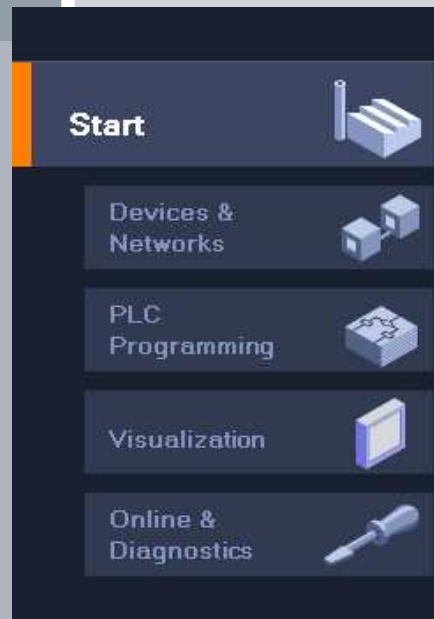 Start
Devices &
Networks
PLC
Programming
Visualization
Online &
Diagnostics